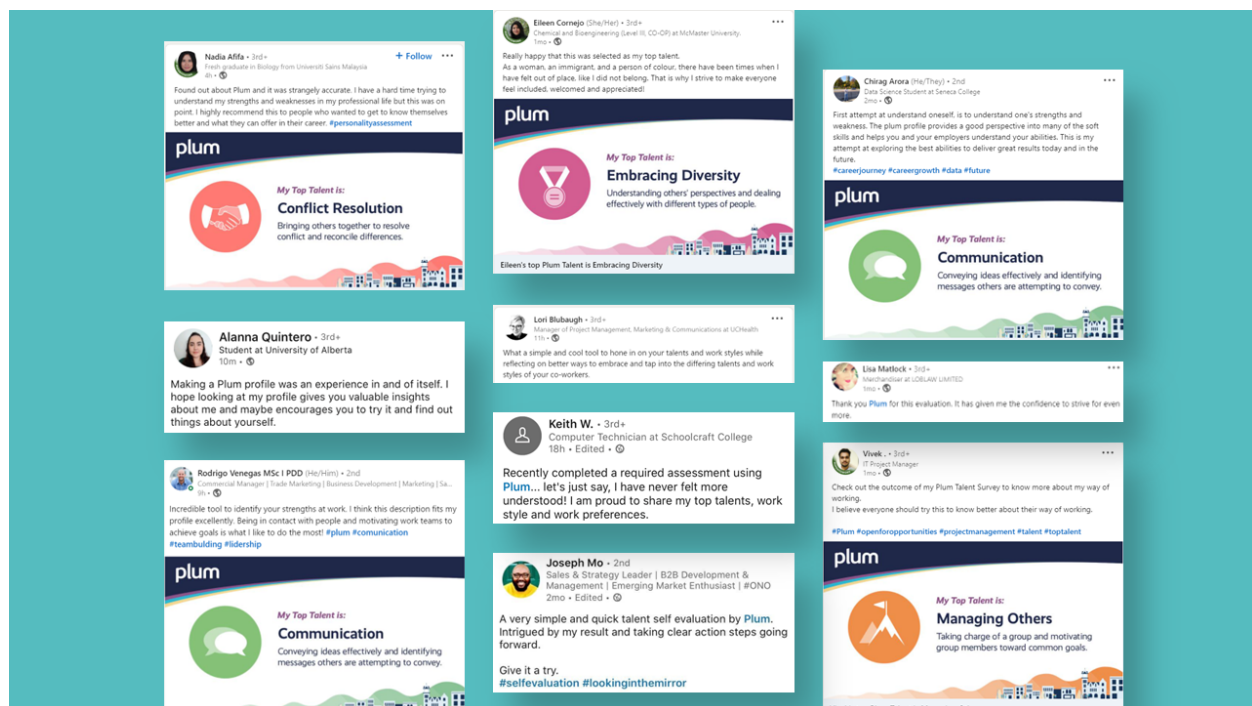 Nadia Afifa • 3rd+
+ Follow •••
Fresh graduate in Biology from Universiti Sains Malaysia
4h •
Found out about Plum and it was strangely accurate. I have a hard time trying to
understand my strengths and weaknesses in my professional life but this was on
point. I highly recommend this to people who wanted to get to know themselves
better and what they can offer in their career. #personalityassessment
plum
My Top Talent is:
Conflict Resolution
Bringing others together to resolve
conflict and reconcile differences.
Alanna Quintero • 3rd+
Student at University of Alberta
10m •
Making a Plum profile was an experience in and of itself. I
hope looking at my profile gives you valuable insights
about me and maybe encourages you to try it and find out
things about yourself.
Rodrigo Venegas MSc I PDD (He/Him) • 2nd
Commercial Manager | Trade Marketing | Business Development | Marketing | Sa...
9h •
Incredible tool to identify your strengths at work. I think this description fits my
profile excellently. Being in contact with people and motivating work teams to
achieve goals is what I like to do the most! #plum #comunication
#teambulding #lidership
plum
My Top Talent is:
Communication
Conveying ideas effectively and identifying
messages others are attempting to convey.
Eileen Cornejo (She/Her) • 3rd+
•••
Chemical and Bioengineering (Level III, CO-OP) at McMaster University.
1mo •
Really happy that this was selected as my top talent.
As a woman, an immigrant, and a person of colour, there have been times when I
have felt out of place, like I did not belong. That is why I strive to make everyone
feel included, welcomed and appreciated!
plum
My Top Talent is:
Embracing Diversity
Understanding others' perspectives and dealing
effectively with different types of people.
Eileen's top Plum Talent is Embracing Diversity
Lori Blubaugh • 3rd+
•••
Manager of Project Management, Marketing & Communications at UCHealth
11h •
What a simple and cool tool to hone in on your talents and work styles while
reflecting on better ways to embrace and tap into the differing talents and work
styles of your co-workers.
Keith W. • 3rd+
Computer Technician at Schoolcraft College
18h • Edited •
Recently completed a required assessment using
Plum... let's just say, I have never felt more
understood! I am proud to share my top talents, work
style and work preferences.
Joseph Mo • 2nd
Sales & Strategy Leader | B2B Development &
Management | Emerging Market Enthusiast | #ONO
2mo • Edited •
A very simple and quick talent self evaluation by Plum.
Intrigued by my result and taking clear action steps going
forward.
Give it a try.
#selfevaluation #lookinginthemirror
Chirag Arora (He/They) • 2nd
•••
Data Science Student at Seneca College
2mo •
First attempt at understand oneself, is to understand one's strengths and
weakness. The plum profile provides a good perspective into many of the soft
skills and helps you and your employers understand your abilities. This is my
attempt at exploring the best abilities to deliver great results today and in the
future.
#careerjourney #careergrowth #data #future
plum
My Top Talent is:
Communication
Conveying ideas effectively and identifying
messages others are attempting to convey.
Lisa Matlock • 3rd+
•••
Merchandiser at LOBLAW LIMITED
1mo •
Thank you Plum for this evaluation. It has given me the confidence to strive for even
more.
Vivek . • 3rd+
•••
IT Project Manager
1mo •
Check out the outcome of my Plum Talent Survey to know more about my way of
working.
I believe everyone should try this to know better about their way of working.
#Plum #openforopportunities #projectmanagement #talent #toptalent
plum
My Top Talent is:
Managing Others
Taking charge of a group and motivating
group members toward common goals.